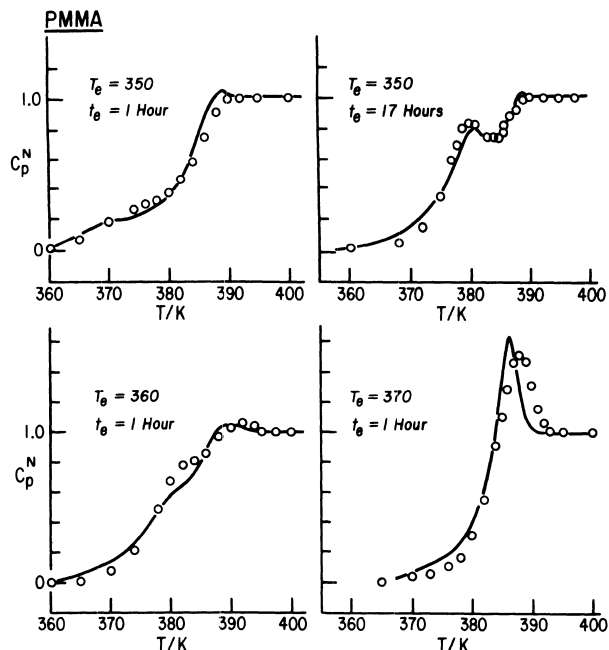 PMMA
Te = 350
te = 1 Hour
1.0
CpN
0
360 370 380 390 400
T/K
Te = 350
te = 17 Hours
360 370 380 390 400
T/K
Te = 360
te = 1 Hour
1.0
CpN
0
360 370 380 390 400
T/K
Te = 370
te = 1 Hour
360 370 380 390 400
T/K